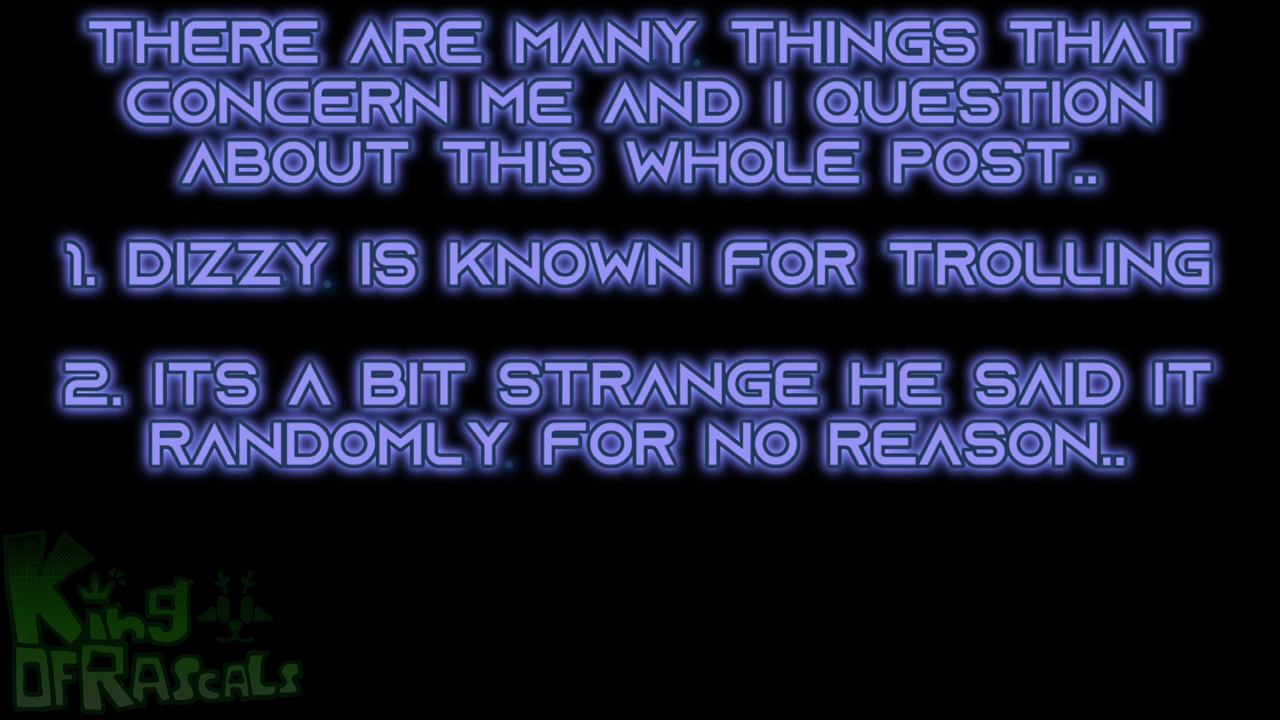 THERE ARE MANY THINGS THAT
CONCERN ME AND I QUESTION
ABOUT THIS WHOLE POST..
1. DIZZY IS KNOWN FOR TROLLING
2. ITS A BIT STRANGE HE SAID IT
RANDOMLY FOR NO REASON..
King
OFRASCALS